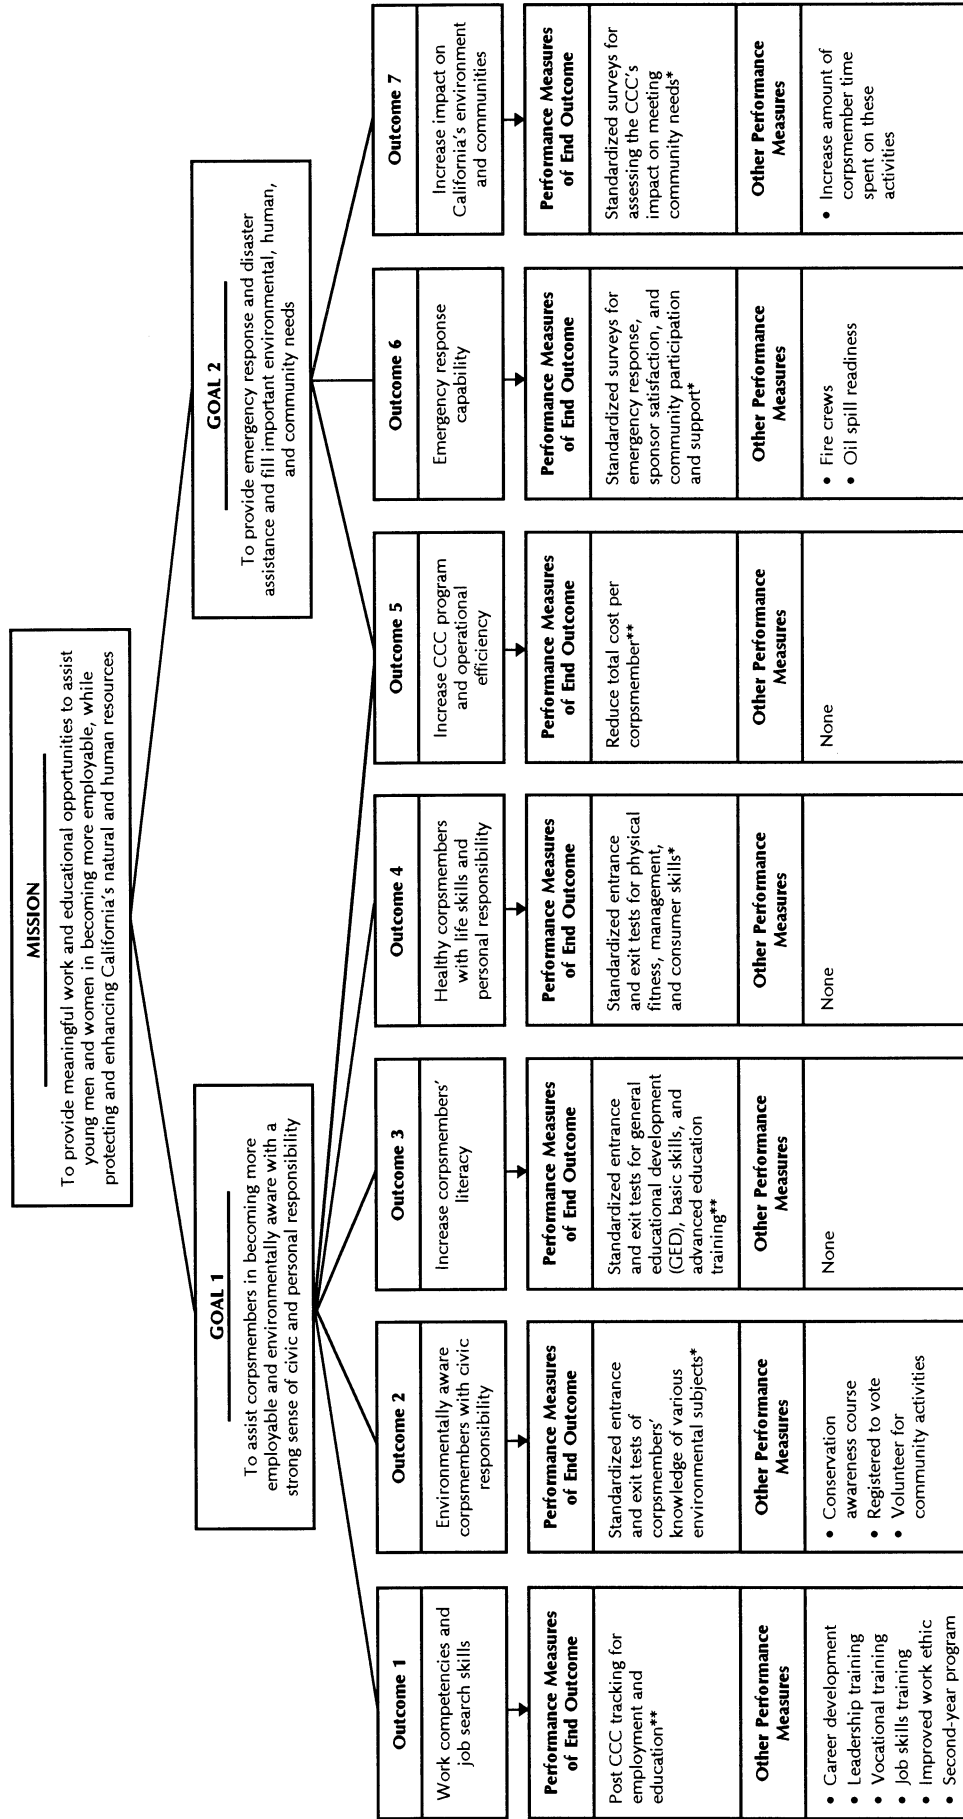 MISSION
To provide meaningful work and educational opportunities to assist
young men and women in becoming more employable, while
protecting and enhancing California's natural and human resources
GOAL 1
To assist corpsmembers in becoming more
employable and environmentally aware with a
strong sense of civic and personal responsibility
GOAL 2
To provide emergency response and disaster
assistance and fill important environmental, human,
and community needs
Outcome 1
Work competencies and
job search skills
Performance Measures
of End Outcome
Post CCC tracking for
employment and
education**
Other Performance
Measures
• Career development
• Leadership training
• Vocational training
• Job skills training
• Improved work ethic
• Second-year program
Outcome 2
Environmentally aware
corpsmembers with civic
responsibility
Performance Measures
of End Outcome
Standardized entrance
and exit tests of
corpsmembers'
knowledge of various
environmental subjects*
Other Performance
Measures
• Conservation
awareness course
• Registered to vote
• Volunteer for
community activities
Outcome 3
Increase corpsmembers'
literacy
Performance Measures
of End Outcome
Standardized entrance
and exit tests for general
educational development
(GED), basic skills, and
advanced education
training**
Other Performance
Measures
None
Outcome 4
Healthy corpsmembers
with life skills and
personal responsibility
Performance Measures
of End Outcome
Standardized entrance
and exit tests for physical
fitness, management,
and consumer skills*
Other Performance
Measures
None
Outcome 5
Increase CCC program
and operational
efficiency
Performance Measures
of End Outcome
Reduce total cost per
corpsmember**
Other Performance
Measures
None
Outcome 6
Emergency response
capability
Performance Measures
of End Outcome
Standardized surveys for
emergency response,
sponsor satisfaction, and
community participation
and support*
Other Performance
Measures
• Fire crews
• Oil spill readiness
Outcome 7
Increase impact on
California's environment
and communities
Performance Measures
of End Outcome
Standardized surveys for
assessing the CCC's
impact on meeting
community needs*
Other Performance
Measures
• Increase amount of
corpsmember time
spent on these
activities